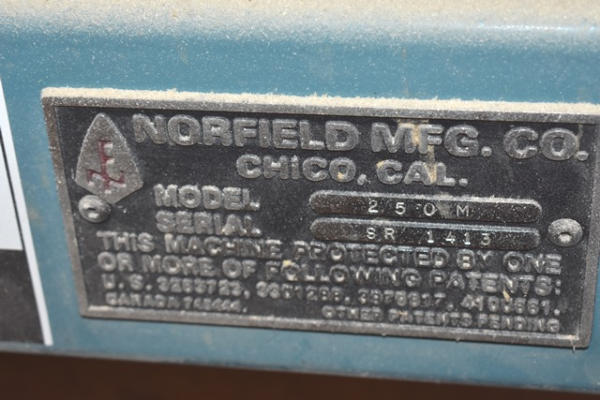 NORFIELD MFG. CO.
CHICO, CAL.
MODEL 250 M
SERIAL SR 1413
THIS MACHINE PROTECTED BY ONE
OR MORE OF FOLLOWING PATENTS:
U.S.
CANADA OTHER PATENTS PENDING